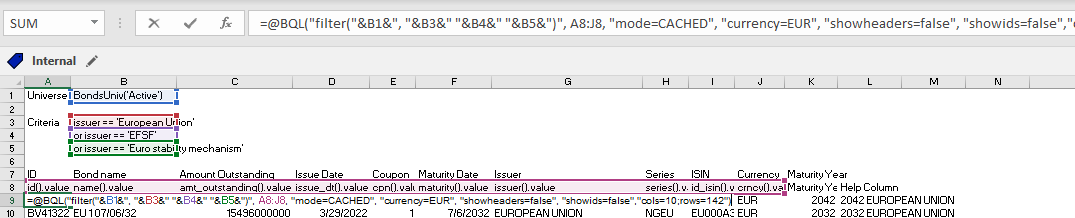 SUM =@BQL("filter("&B1&", "&B3&" "&B4&" "&B5&")", A8:J8, "mode=CACHED", "currency=EUR", "showheaders=false", "showids=false","c
Internal
A B C D E F G H I J K L M N
1 Universe BondsUniv('Active')
2
3 Criteria issuer == 'European Union'
4 or issuer == 'EFSF'
5 or issuer == 'Euro stability mechanism'
6
7 ID Bond name Amount Outstanding Issue Date Coupon Maturity Date Issuer Series ISIN Currency Maturity Year
8 id().value name().value amt_outstanding().value issue_dt().value cpn().valu maturity().value issuer().value series().v id_isin().v crncy().va Maturity Ye Help Column
9 =@BQL("filter("&B1&", "&B3&" "&B4&" "&B5&")", A8:J8, "mode=CACHED", "currency=EUR", "showheaders=false", "showids=false","cols=10;rows=142") EUR 2042 2042 EUROPEAN UNION
10 BV41322 EU 1 07/06/32 15496000000 3/29/2022 1 7/6/2032 EUROPEAN UNION NGEU EU000A3 EUR 2032 2032 EUROPEAN UNION